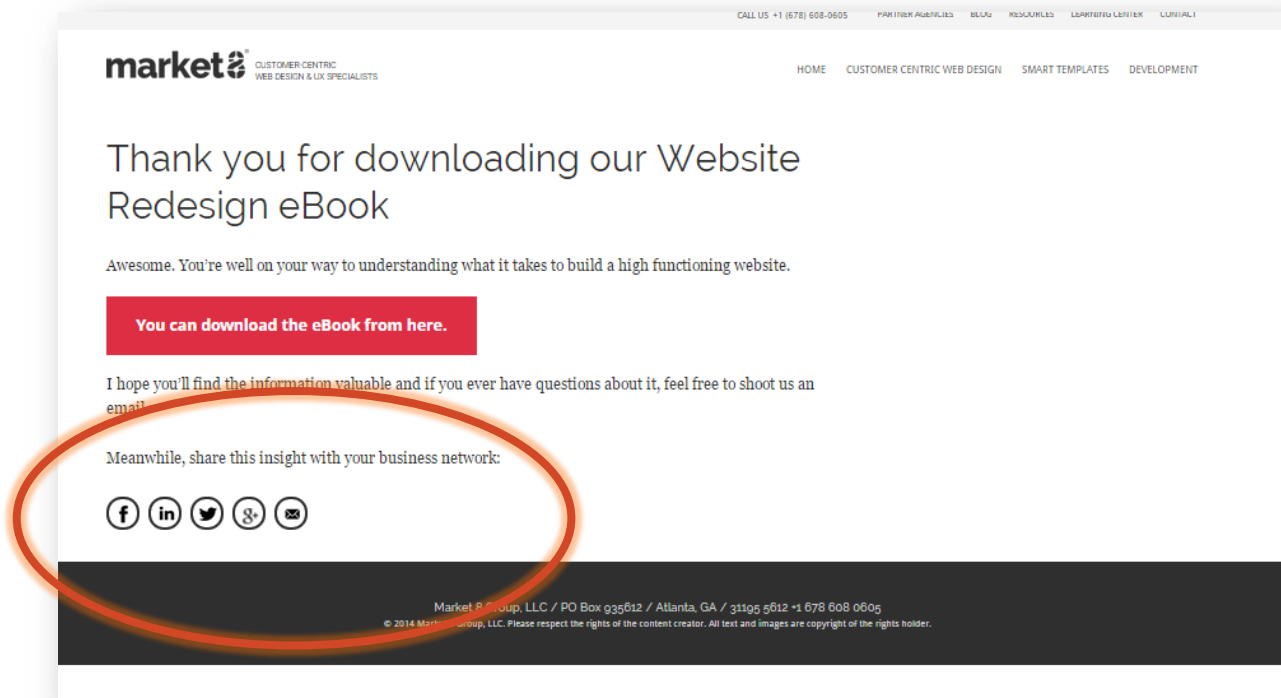 CALL US +1 (678) 608-0605 PARTNER AGENCIES BLOG RESOURCES LEARNING CENTER CONTACT
market8 CUSTOMER-CENTRIC
WEB DESIGN & UX SPECIALISTS
HOME CUSTOMER CENTRIC WEB DESIGN SMART TEMPLATES DEVELOPMENT
Thank you for downloading our Website
Redesign eBook
Awesome. You're well on your way to understanding what it takes to build a high functioning website.
You can download the eBook from here.
I hope you'll find the information valuable and if you ever have questions about it, feel free to shoot us an
email
Meanwhile, share this insight with your business network:
f in g+
Market 8 Group, LLC / PO Box 935612 / Atlanta, GA / 31195 5612 +1 678 608 0605
© 2014 Market 8 Group, LLC. Please respect the rights of the content creator. All text and images are copyright of the rights holder.